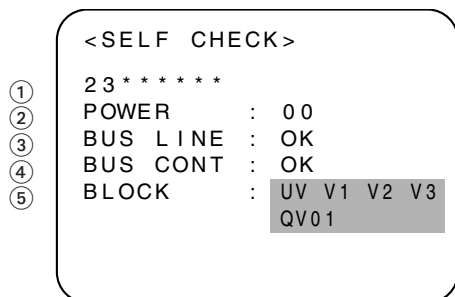 <SELF CHECK>
① 23******
② POWER : 00
③ BUS LINE : OK
④ BUS CONT : OK
⑤ BLOCK : UV V1 V2 V3
QV01